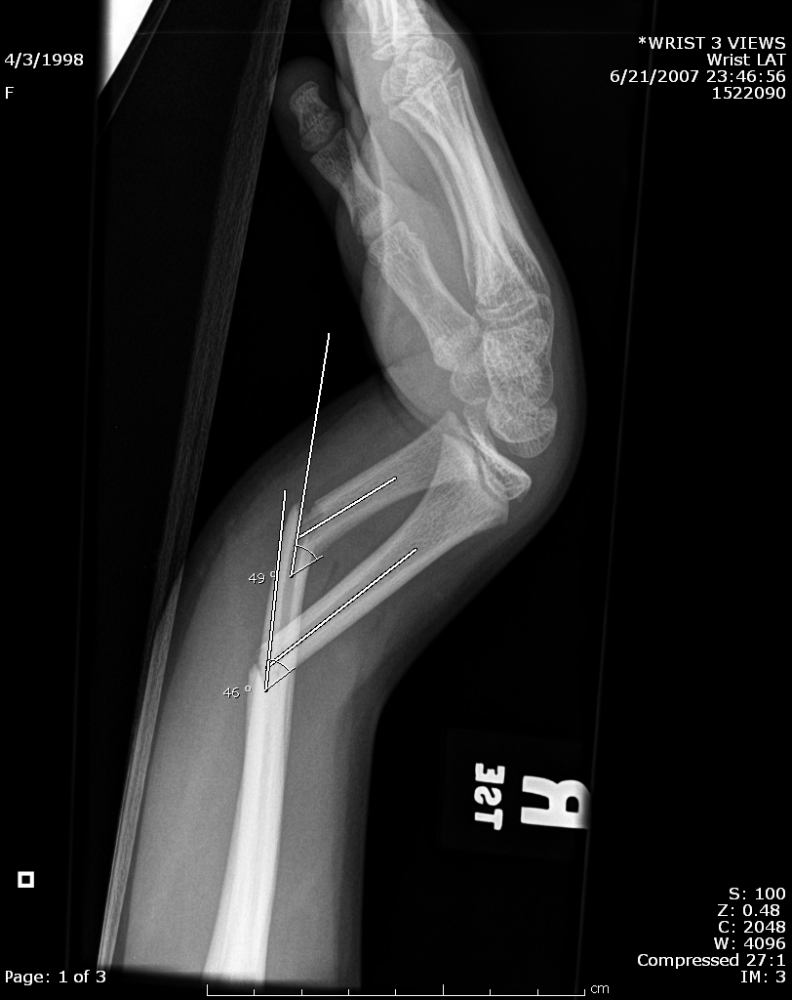 4/3/1998
F
*WRIST 3 VIEWS
Wrist LAT
6/21/2007 23:46:56
1522090
49 °
46 °
TSE
R
S: 100
Z: 0.48
C: 2048
W: 4096
Compressed 27:1
IM: 3
Page: 1 of 3
cm